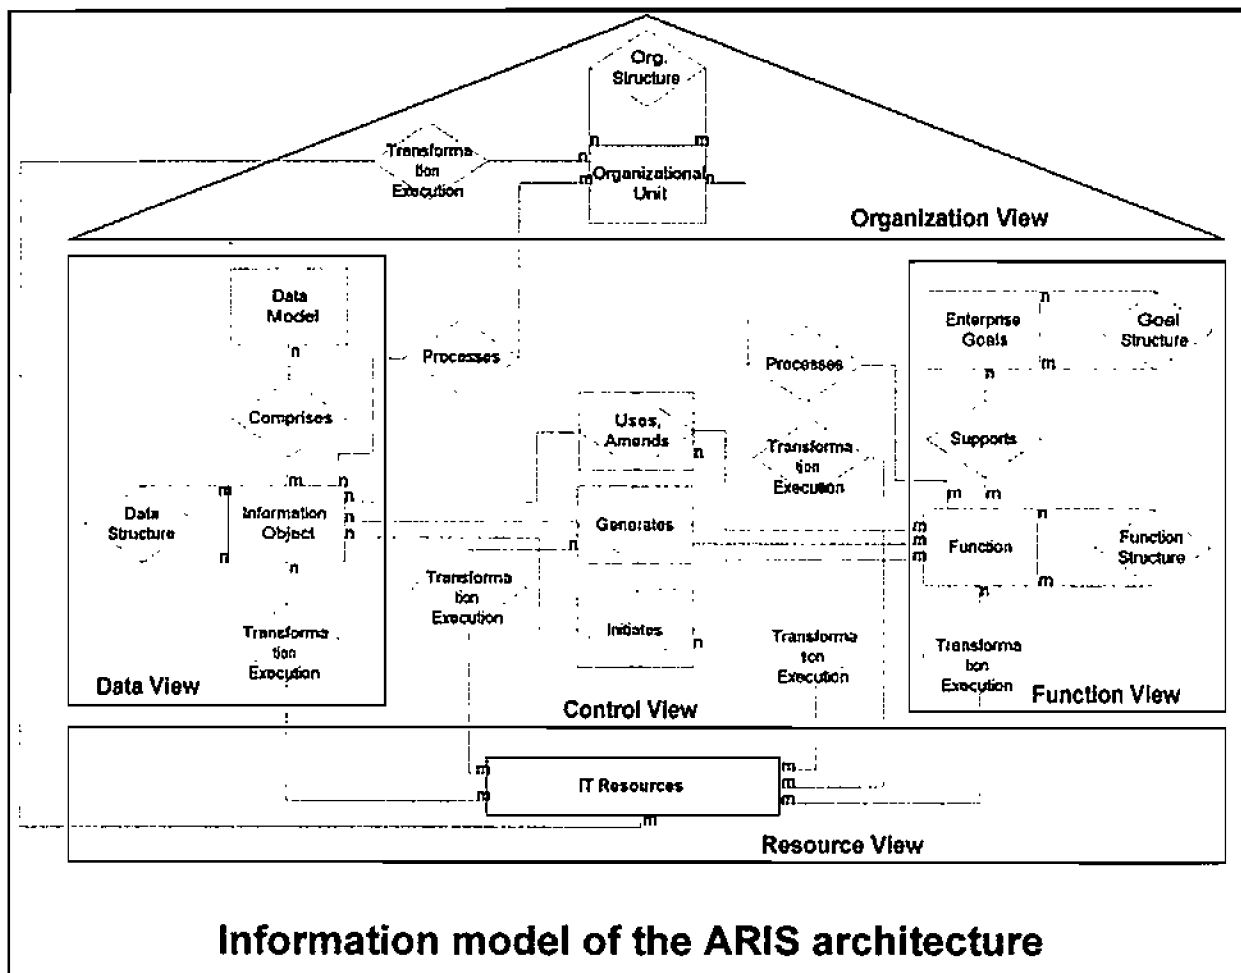 Org.
Structure
n
m
Transforma
tion
Execution
n
m
Organizational
Unit
n
Organization View
Data
Model
n
Comprises
m
n
Data
Structure
m
n
Information
Object
n
n
n
n
Transforma
tion
Execution
Data View
Processes
Uses,
Amends
n
Generates
n
Transforma
tion
Execution
Initiates
n
Processes
Transforma
tion
Execution
Transforma
tion
Execution
Control View
Enterprise
Goals
n
m
n
Goal
Structure
Supports
m
m
m
m
m
Function
n
m
n
Function
Structure
Transforma
tion
Execution
Function View
m
m
IT Resources
m
m
m
m
Resource View
Information model of the ARIS architecture